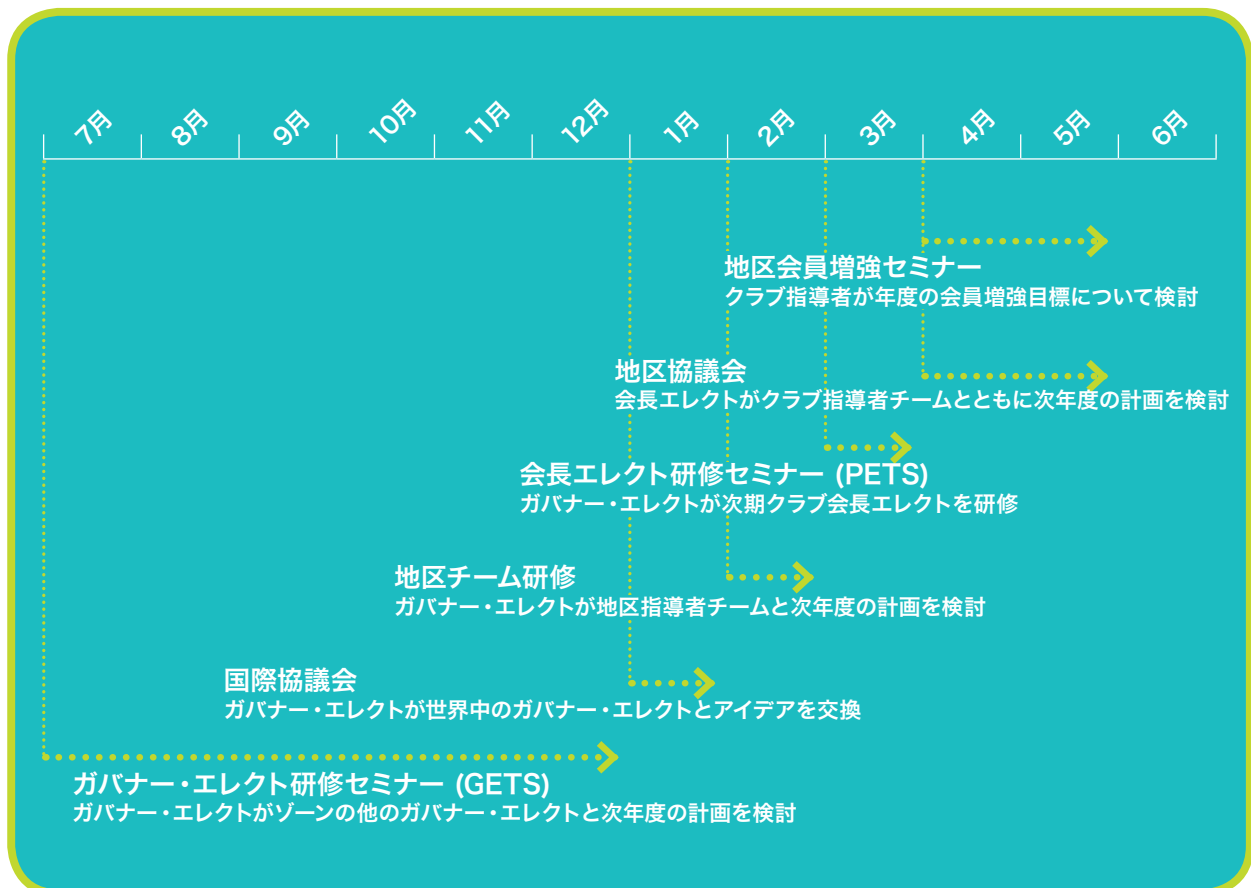 7月 8月 9月 10月 11月 12月 1月 2月 3月 4月 5月 6月
地区会員増強セミナー
クラブ指導者が年度の会員増強目標について検討
地区協議会
会長エレクトがクラブ指導者チームとともに次年度の計画を検討
会長エレクト研修セミナー (PETS)
ガバナー・エレクトが次期クラブ会長エレクトを研修
地区チーム研修
ガバナー・エレクトが地区指導者チームと次年度の計画を検討
国際協議会
ガバナー・エレクトが世界中のガバナー・エレクトとアイデアを交換
ガバナー・エレクト研修セミナー (GETS)
ガバナー・エレクトがゾーンの他のガバナー・エレクトと次年度の計画を検討